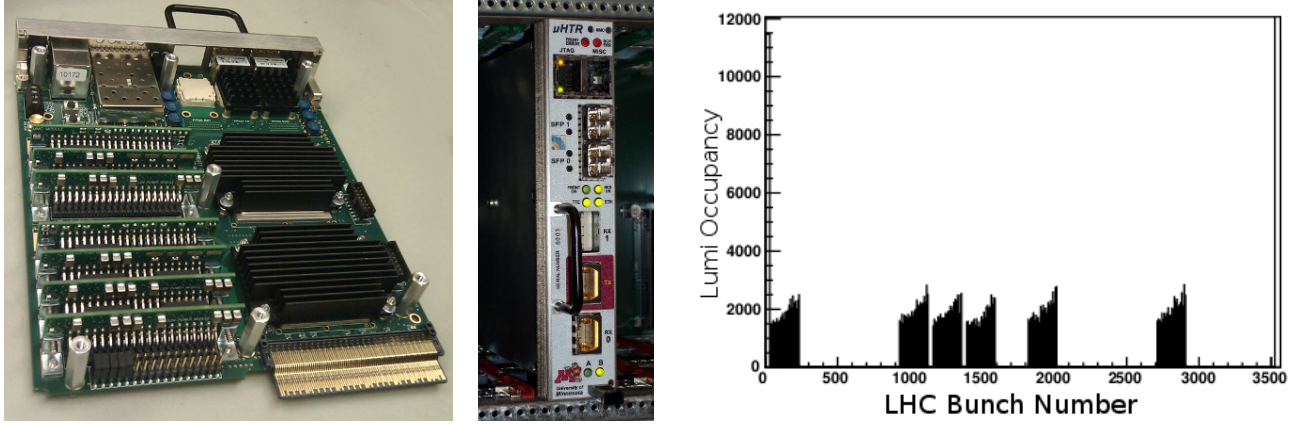 10172
µHTR
JTAG
MISC
SFP 1
SFP 0
TTC
ETH
RX
1
TX
RX
0
A
B
University of
Minnesota
12000
10000
8000
6000
4000
2000
0
Lumi Occupancy
0
500
1000
1500
2000
2500
3000
3500
LHC Bunch Number